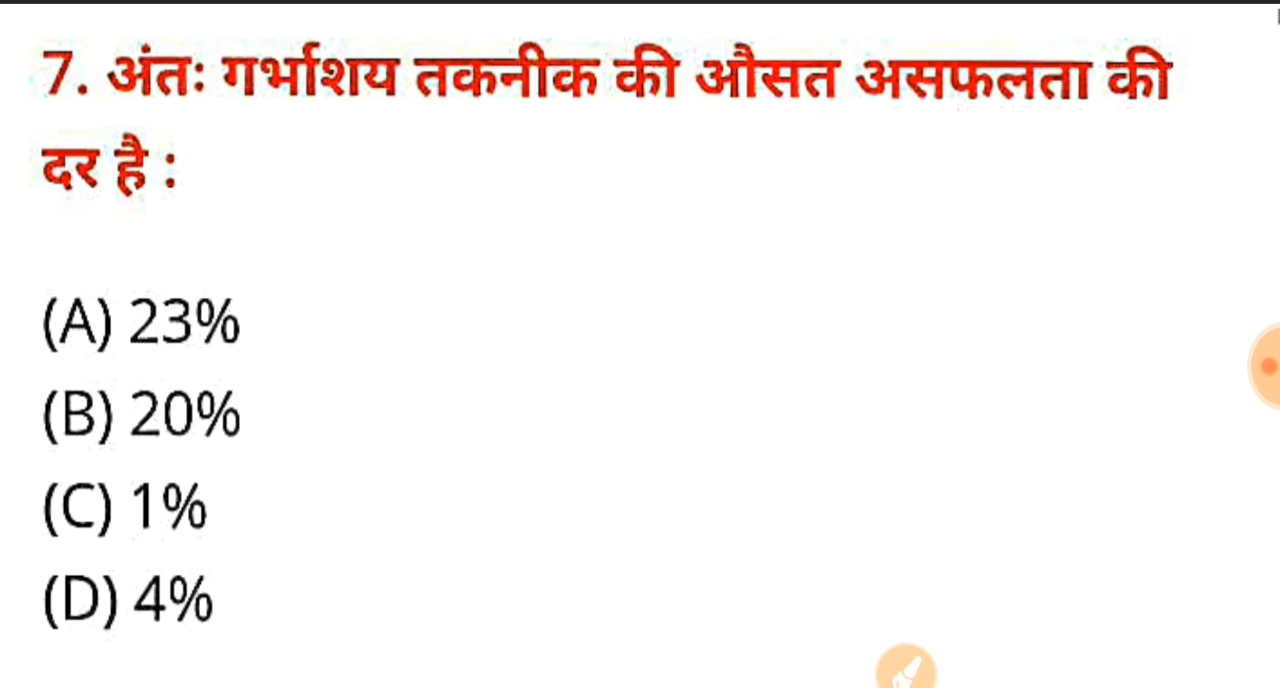 7. अंतः गर्भाशय तकनीक की औसत असफलता की
दर है :
(A) 23%
(B) 20%
(C) 1%
(D) 4%